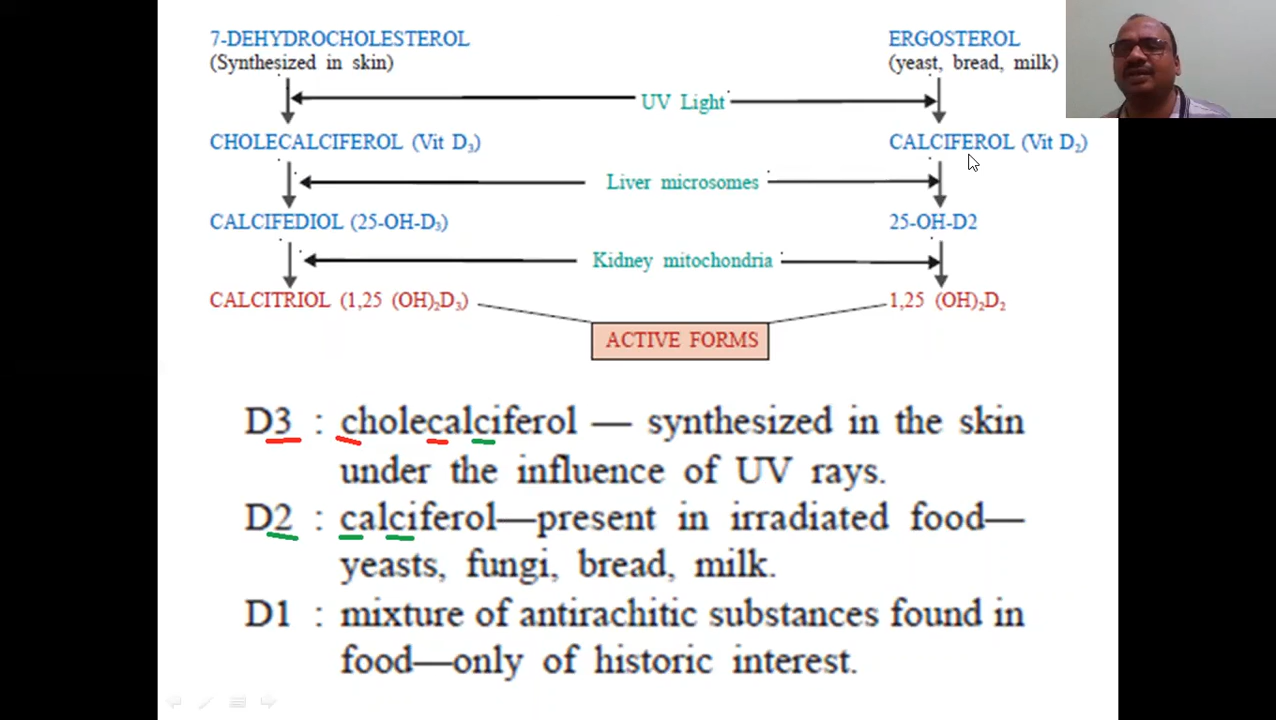 7-DEHYDROCHOLESTEROL ERGOSTEROL
(Synthesized in skin) (yeast, bread, milk)
UV Light
CHOLECALCIFEROL (Vit D₃) CALCIFEROL (Vit D₂)
Liver microsomes
CALCIFEDIOL (25-OH-D₃) 25-OH-D2
Kidney mitochondria
CALCITRIOL (1,25 (OH)₂D₃) 1,25 (OH)₂D₂
ACTIVE FORMS
D3 : cholecalciferol — synthesized in the skin
under the influence of UV rays.
D2 : calciferol—present in irradiated food—
yeasts, fungi, bread, milk.
D1 : mixture of antirachitic substances found in
food—only of historic interest.